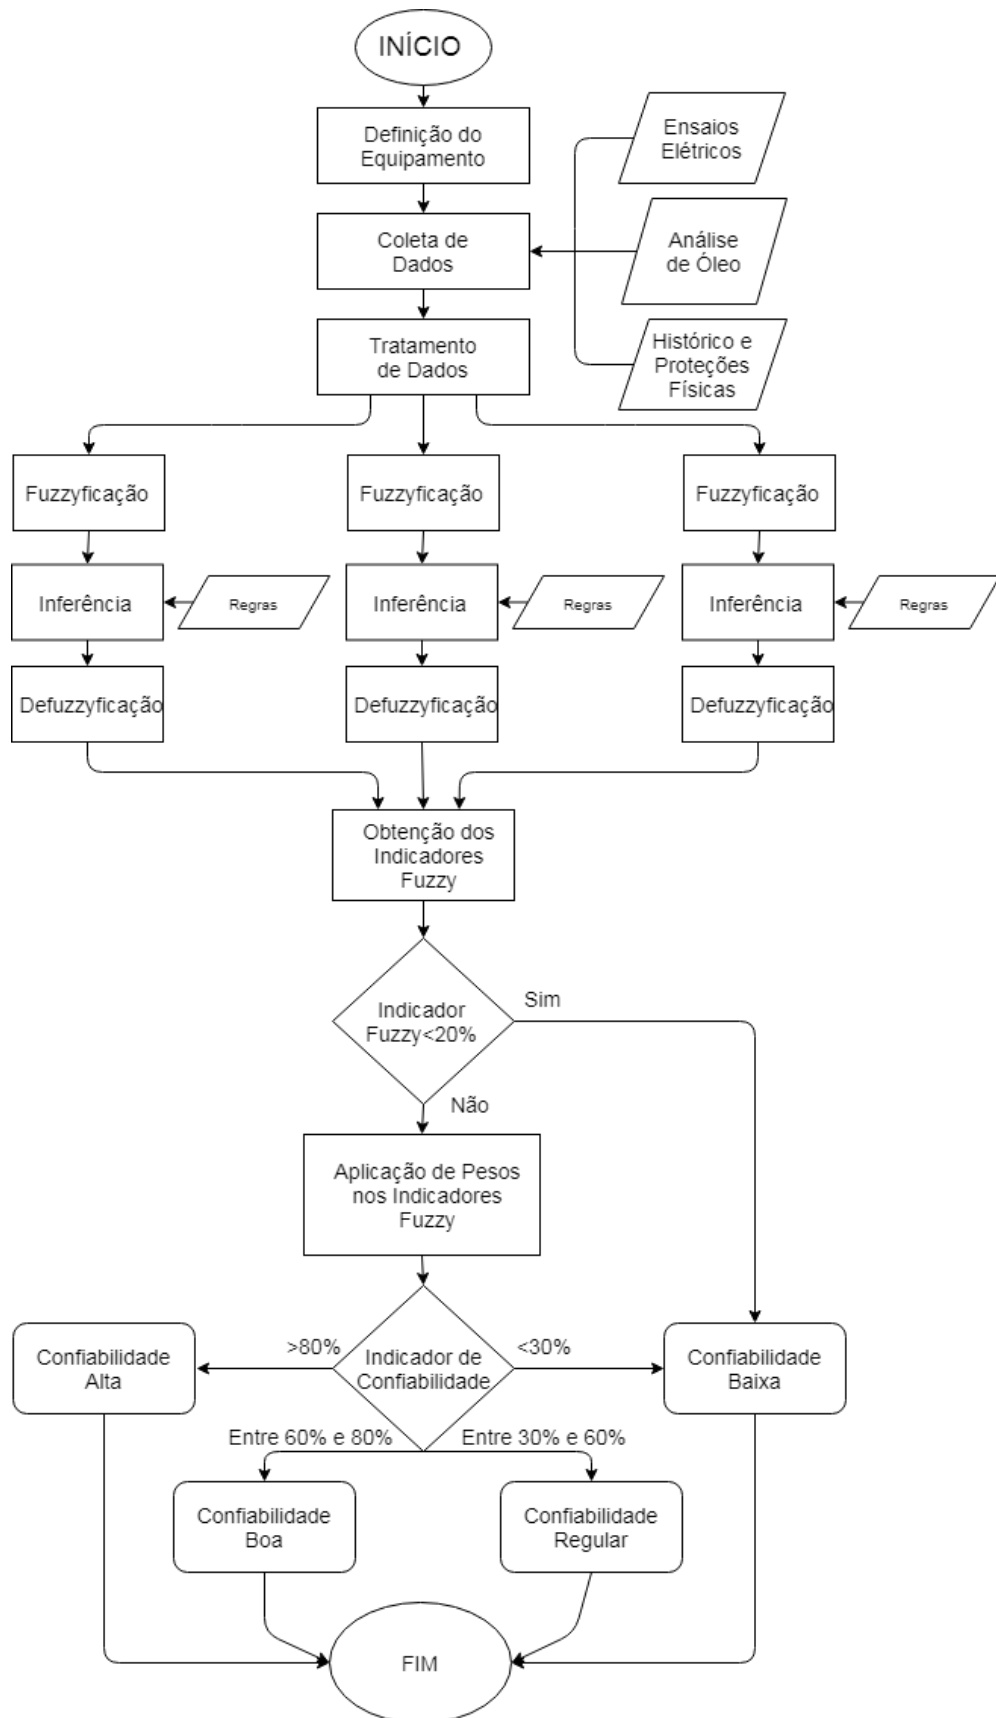 INÍCIO
Definição do
Equipamento
Ensaios
Elétricos
Coleta de
Dados
Análise
de Óleo
Tratamento
de Dados
Histórico e
Proteções
Físicas
Fuzzyficação
Fuzzyficação
Fuzzyficação
Inferência
Regras
Inferência
Regras
Inferência
Regras
Defuzzyficação
Defuzzyficação
Defuzzyficação
Obtenção dos
Indicadores
Fuzzy
Indicador
Fuzzy<20%
Sim
Não
Aplicação de Pesos
nos Indicadores
Fuzzy
Indicador de
Confiabilidade
>80%
<30%
Confiabilidade
Alta
Confiabilidade
Baixa
Entre 60% e 80%
Entre 30% e 60%
Confiabilidade
Boa
Confiabilidade
Regular
FIM